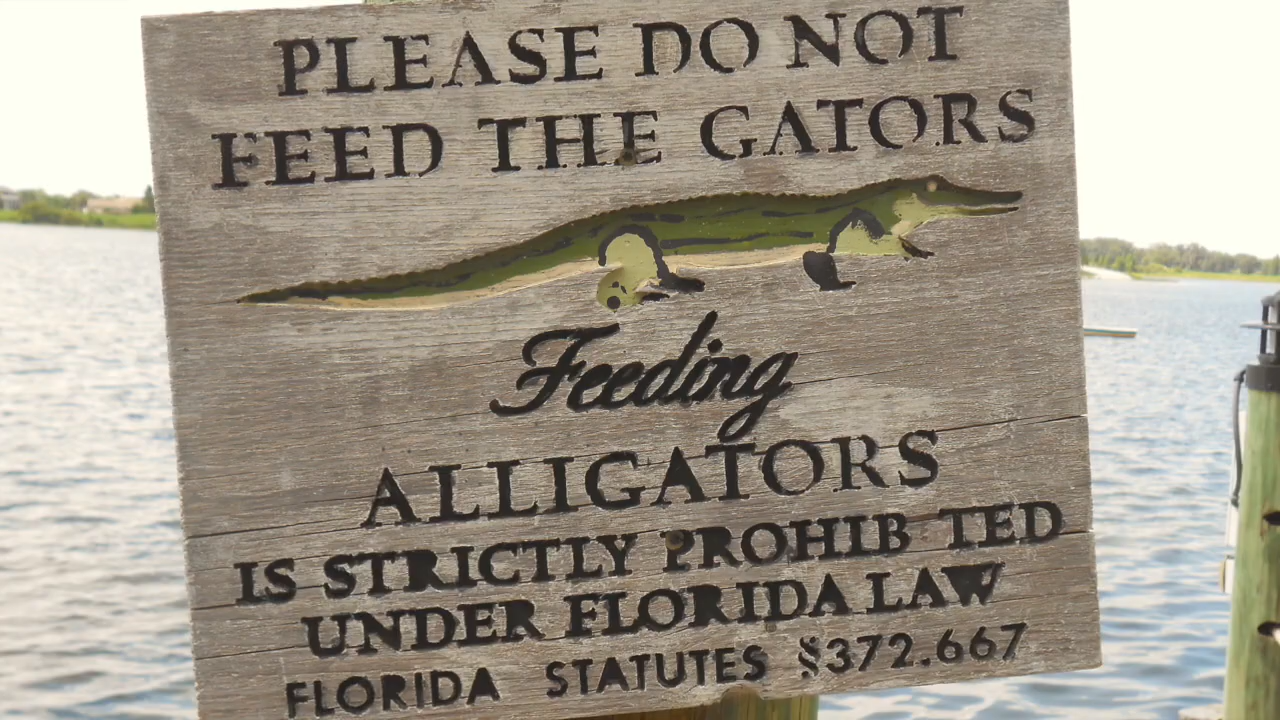 PLEASE DO NOT
FEED THE GATORS
Feeding
ALLIGATORS
IS STRICTLY PROHIB TED
UNDER FLORIDA LAW
FLORIDA STATUTES §372.667